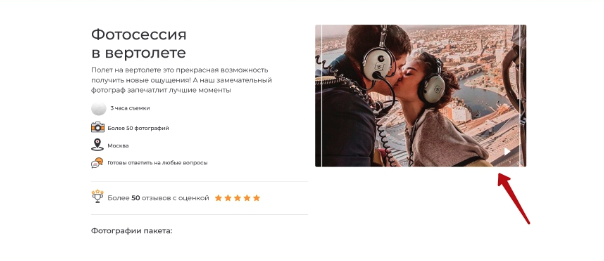 Фотосессия
в вертолете
Полет на вертолете это прекрасная возможность
получить новые ощущения! А наш замечательный
фотограф запечатлит лучшие моменты
3 часа съемки
Более 50 фотографий
Москва
Готовы ответить на любые вопросы
Более 50 отзывов с оценкой
Фотографии пакета: